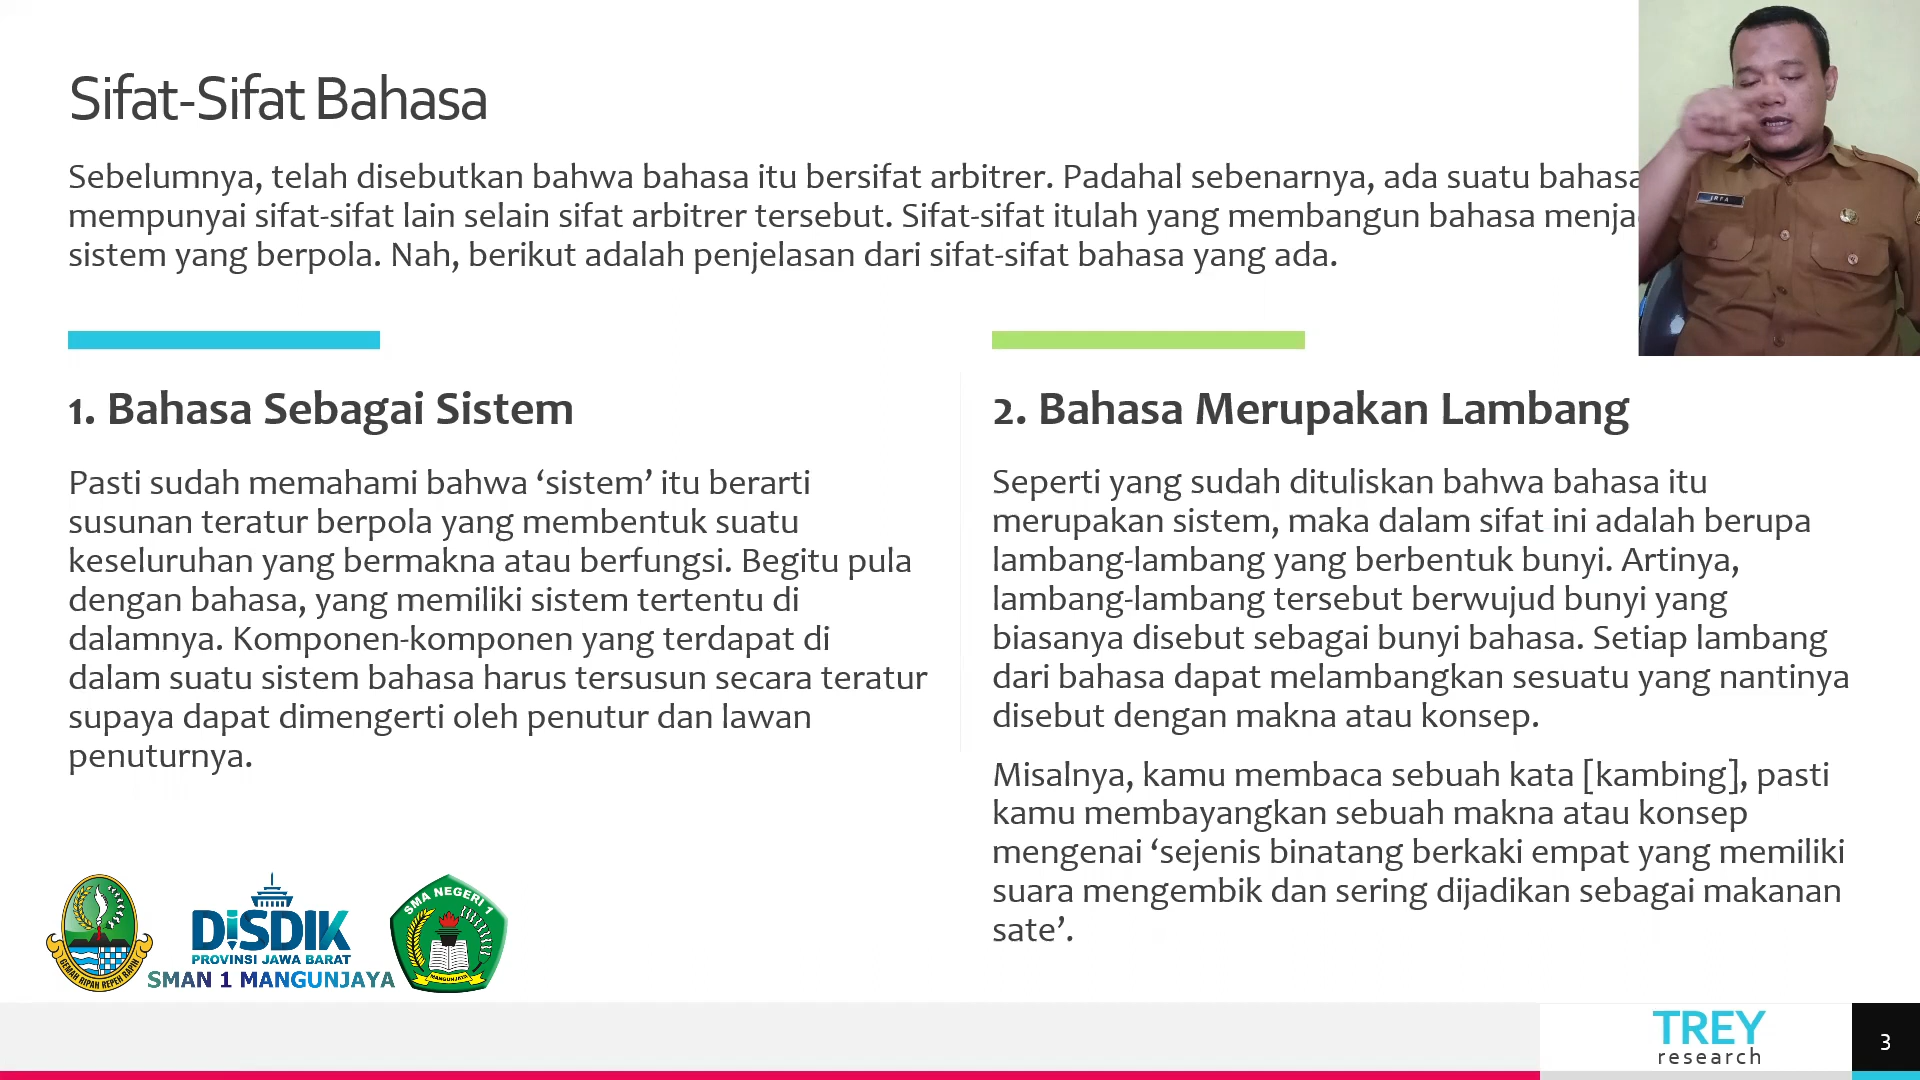 Sifat-Sifat Bahasa
Sebelumnya, telah disebutkan bahwa bahasa itu bersifat arbitrer. Padahal sebenarnya, ada suatu bahasa
mempunyai sifat-sifat lain selain sifat arbitrer tersebut. Sifat-sifat itulah yang membangun bahasa
sistem yang berpola. Nah, berikut adalah penjelasan dari sifat-sifat bahasa yang ada.
IRFA
1. Bahasa Sebagai Sistem
Pasti sudah memahami bahwa ‘sistem’ itu berarti
susunan teratur berpola yang membentuk suatu
keseluruhan yang bermakna atau berfungsi. Begitu pula
dengan bahasa, yang memiliki sistem tertentu di
dalamnya. Komponen-komponen yang terdapat di
dalam suatu sistem bahasa harus tersusun secara teratur
supaya dapat dimengerti oleh penutur dan lawan
penuturnya.
2. Bahasa Merupakan Lambang
Seperti yang sudah dituliskan bahwa bahasa itu
merupakan sistem, maka dalam sifat ini adalah berupa
lambang-lambang yang berbentuk bunyi. Artinya,
lambang-lambang tersebut berwujud bunyi yang
biasanya disebut sebagai bunyi bahasa. Setiap lambang
dari bahasa dapat melambangkan sesuatu yang nantinya
disebut dengan makna atau konsep.
Misalnya, kamu membaca sebuah kata [kambing], pasti
kamu membayangkan sebuah makna atau konsep
mengenai ‘sejenis binatang berkaki empat yang memiliki
suara mengembik dan sering dijadikan sebagai makanan
sate’.
GEMAH RIPAH REPEH RAPIH
DISDIK
PROVINSI JAWA BARAT
SMAN 1 MANGUNJAYA
SMA NEGERI 1
MANGUNJAYA
TREY
research
3